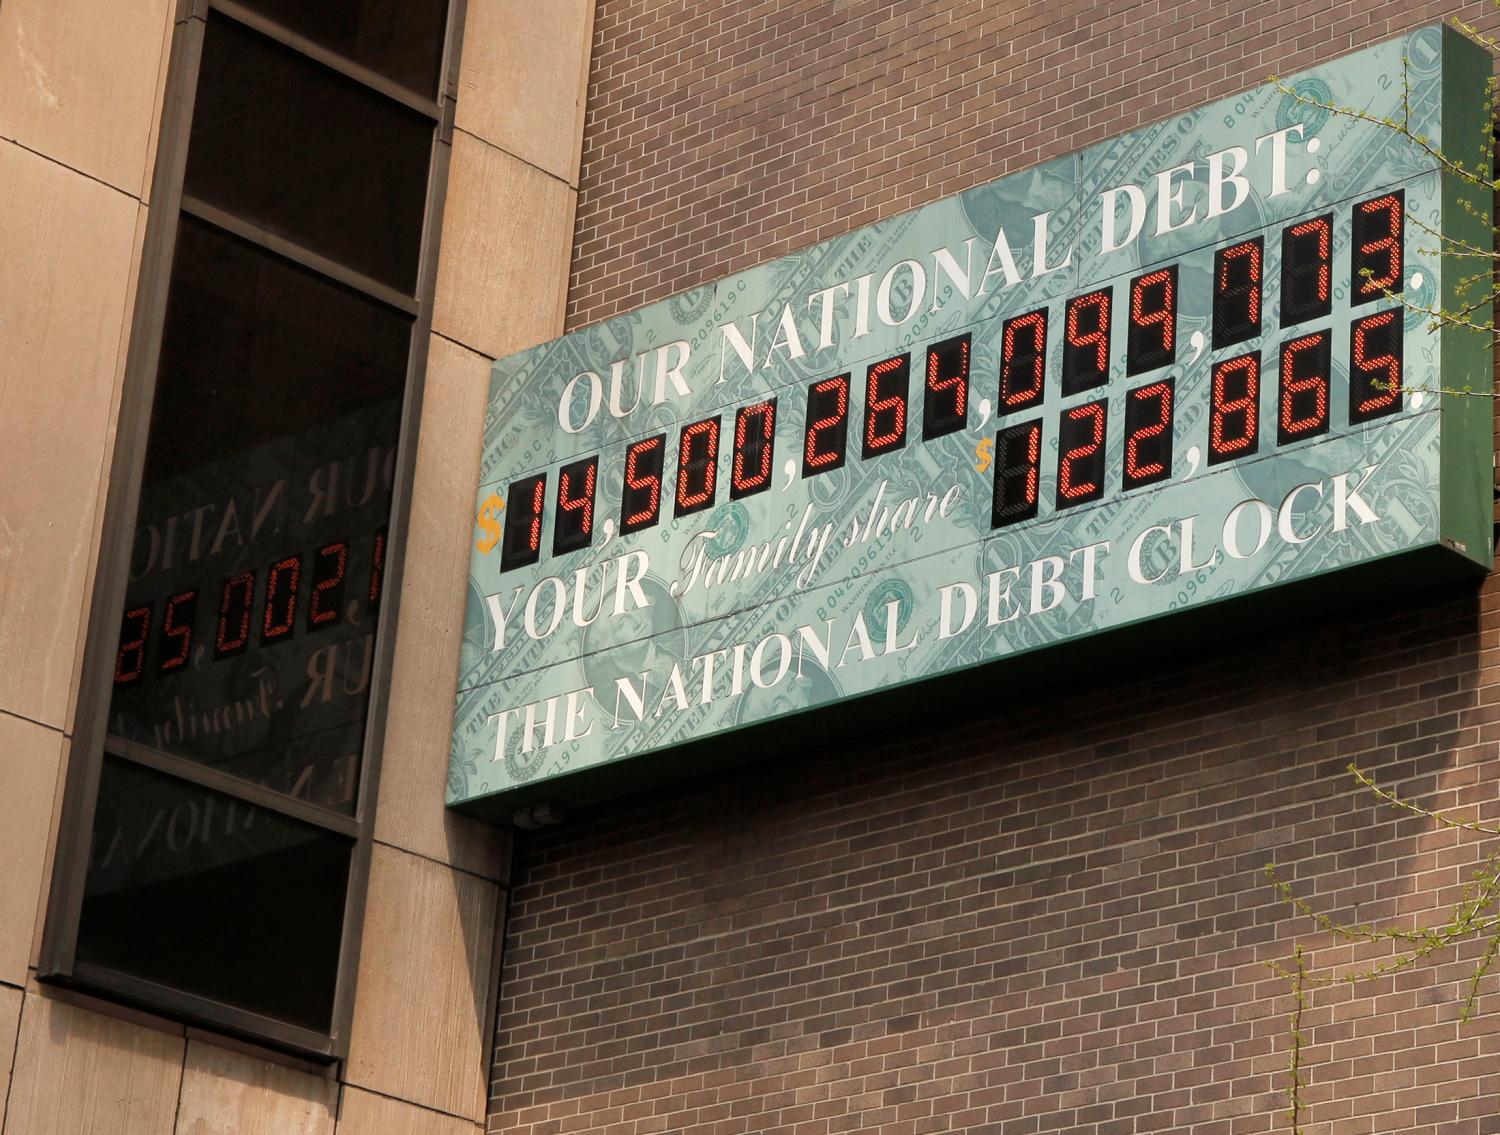 OUR NATIONAL DEBT:
$14,500,264,099,773.
YOUR Family share $122,865.
THE NATIONAL DEBT CLOCK